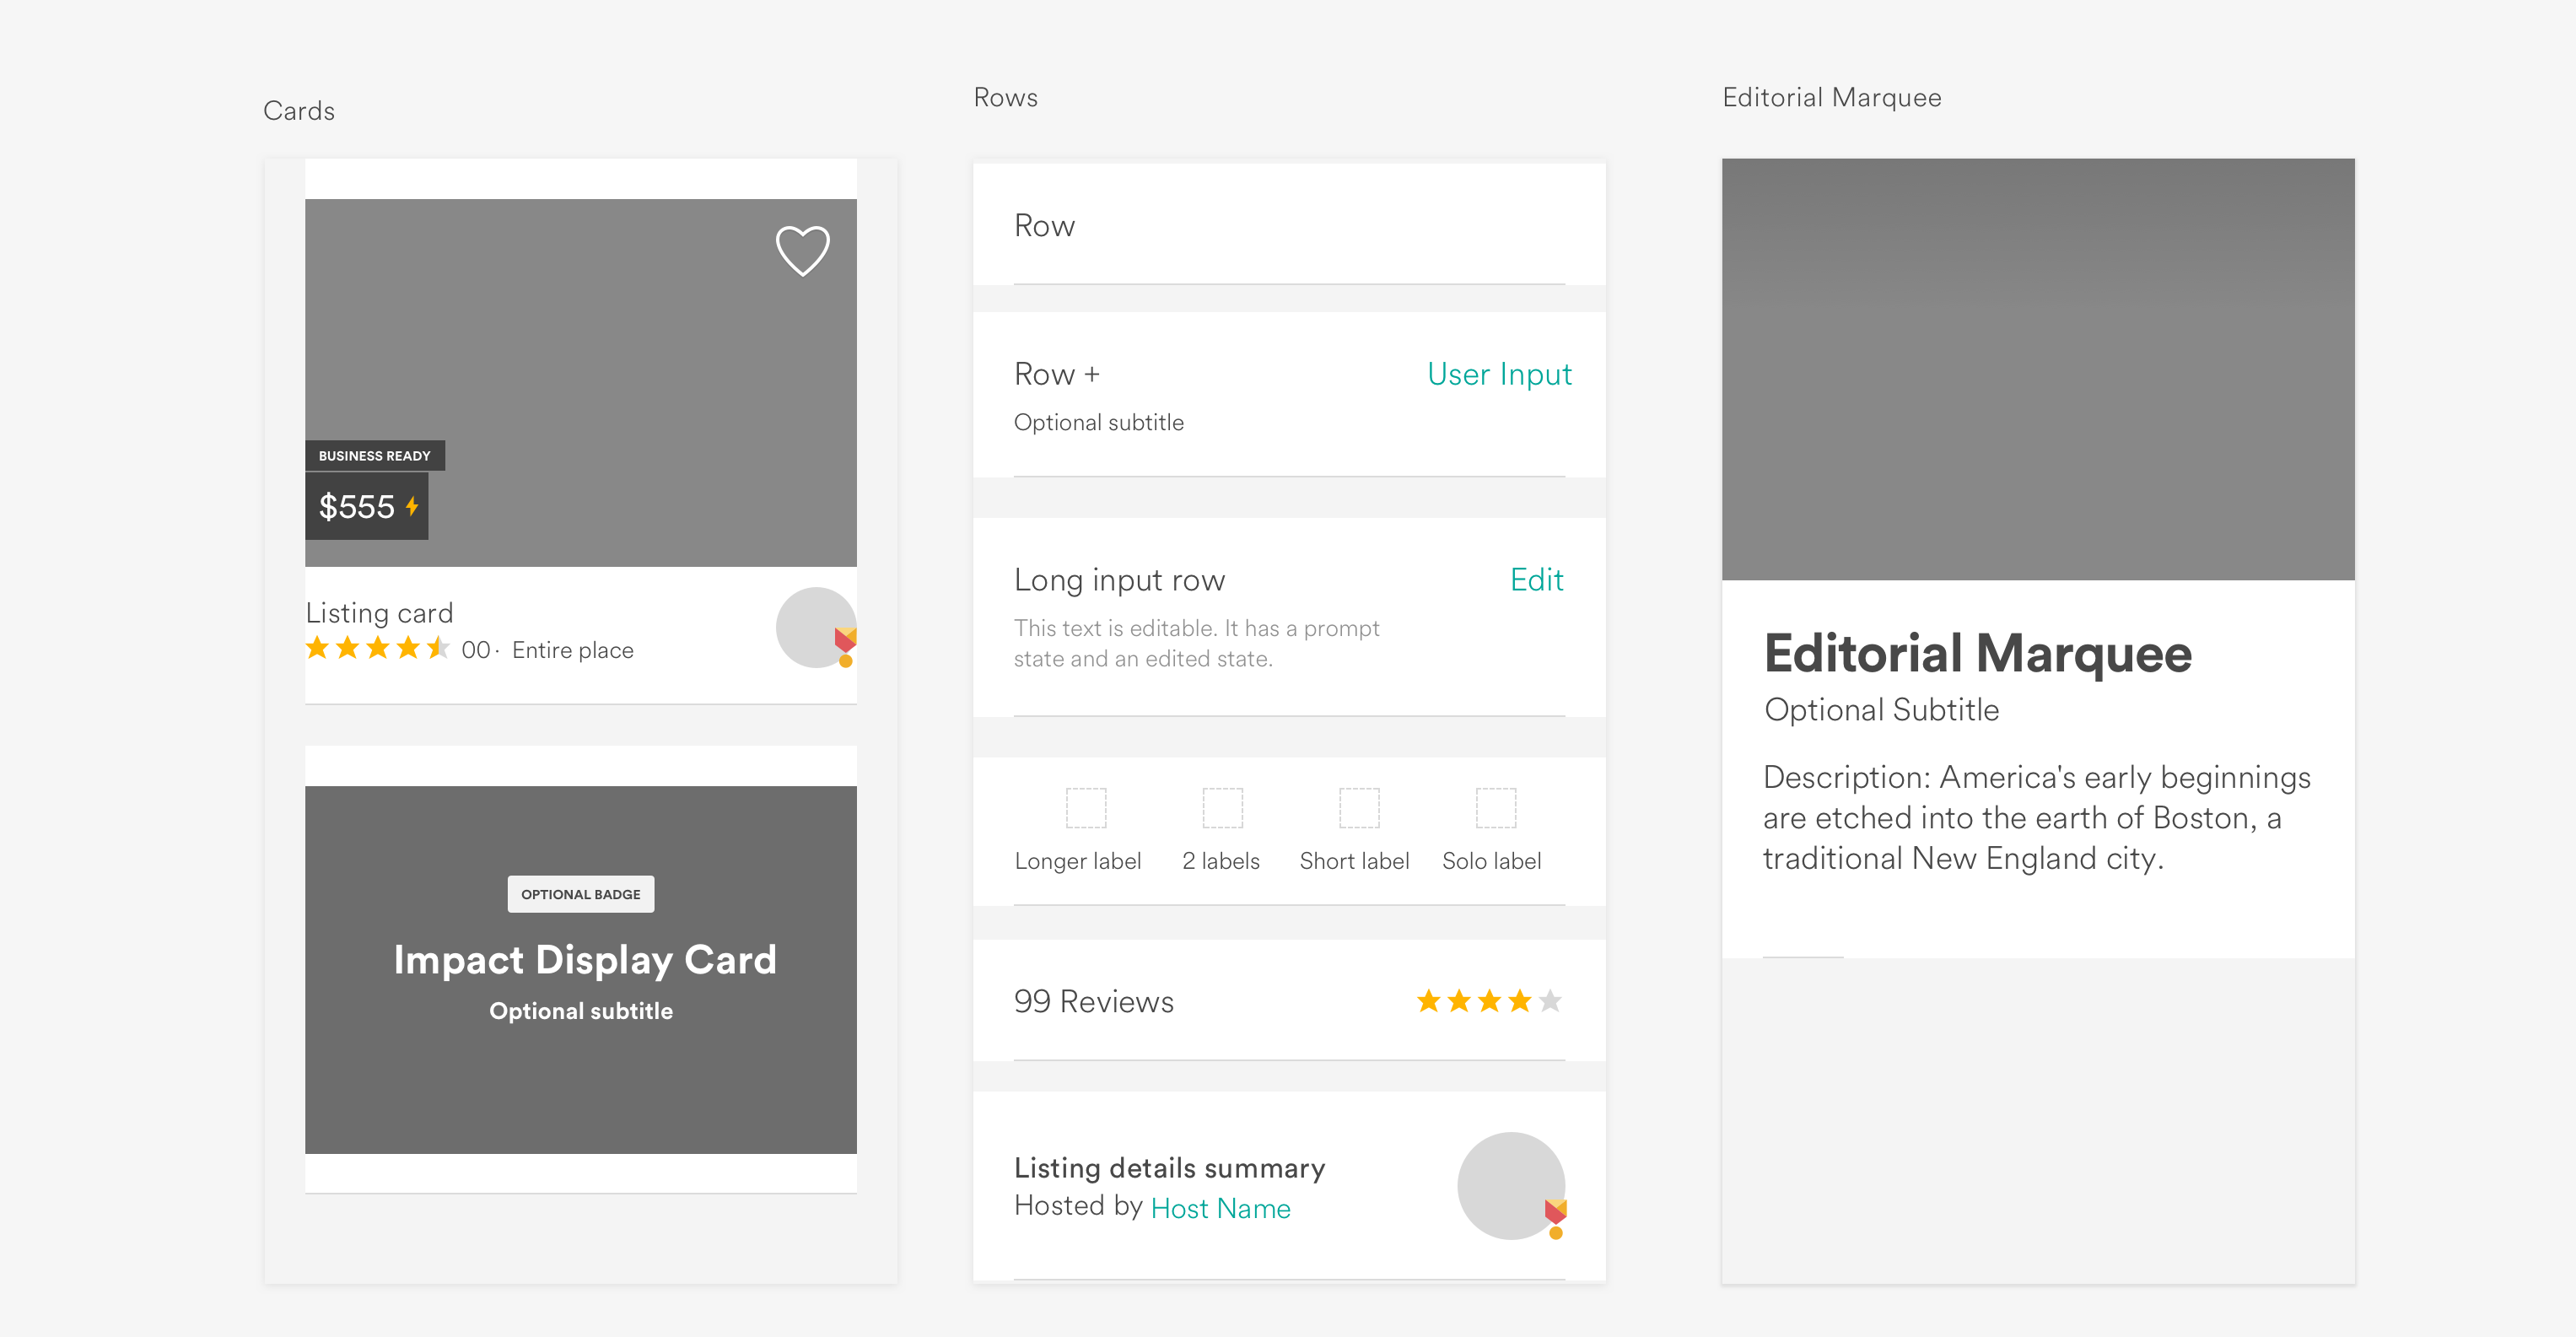 Cards
BUSINESS READY
$555
Listing card
00 · Entire place
OPTIONAL BADGE
Impact Display Card
Optional subtitle
Rows
Row
Row + User Input
Optional subtitle
Long input row Edit
This text is editable. It has a prompt
state and an edited state.
Longer label 2 labels Short label Solo label
99 Reviews
Listing details summary
Hosted by Host Name
Editorial Marquee
Editorial Marquee
Optional Subtitle
Description: America's early beginnings
are etched into the earth of Boston, a
traditional New England city.